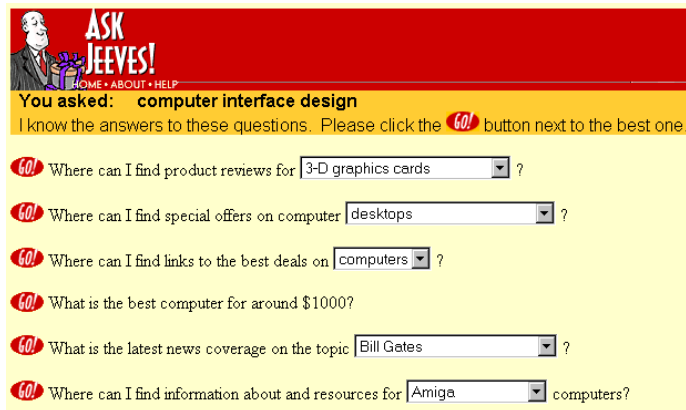 ASK
JEEVES!
HOME • ABOUT • HELP
You asked: computer interface design
I know the answers to these questions. Please click the GO! button next to the best one.
GO! Where can I find product reviews for 3-D graphics cards ?
GO! Where can I find special offers on computer desktops ?
GO! Where can I find links to the best deals on computers ?
GO! What is the best computer for around $1000?
GO! What is the latest news coverage on the topic Bill Gates ?
GO! Where can I find information about and resources for Amiga computers?